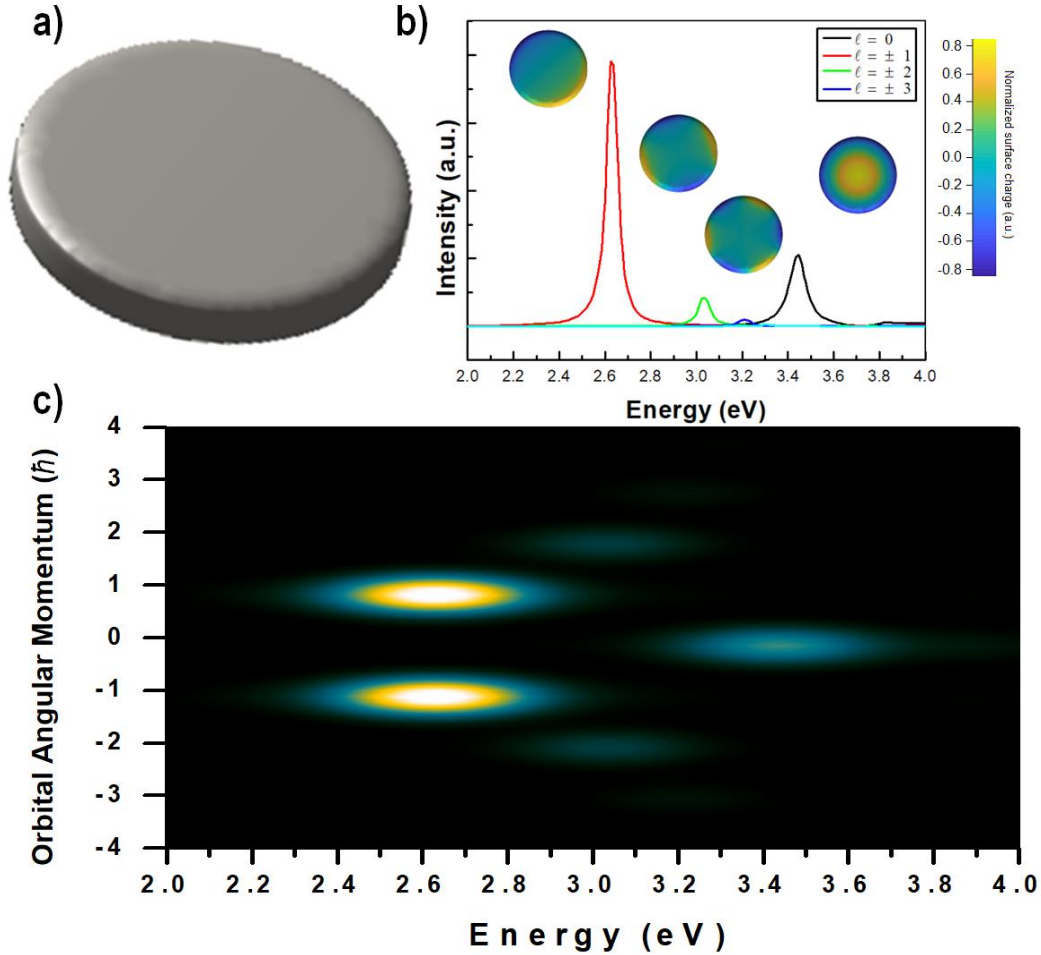 a)
b)
ℓ = 0
ℓ = ± 1
ℓ = ± 2
ℓ = ± 3
Intensity (a.u.)
2.0 2.2 2.4 2.6 2.8 3.0 3.2 3.4 3.6 3.8 4.0
Energy (eV)
0.8
0.6
0.4
0.2
0.0
-0.2
-0.4
-0.6
-0.8
Normalized surface charge (a.u.)
c)
Orbital Angular Momentum (ħ)
4
3
2
1
0
-1
-2
-3
-4
2.0 2.2 2.4 2.6 2.8 3.0 3.2 3.4 3.6 3.8 4.0
Energy (eV)